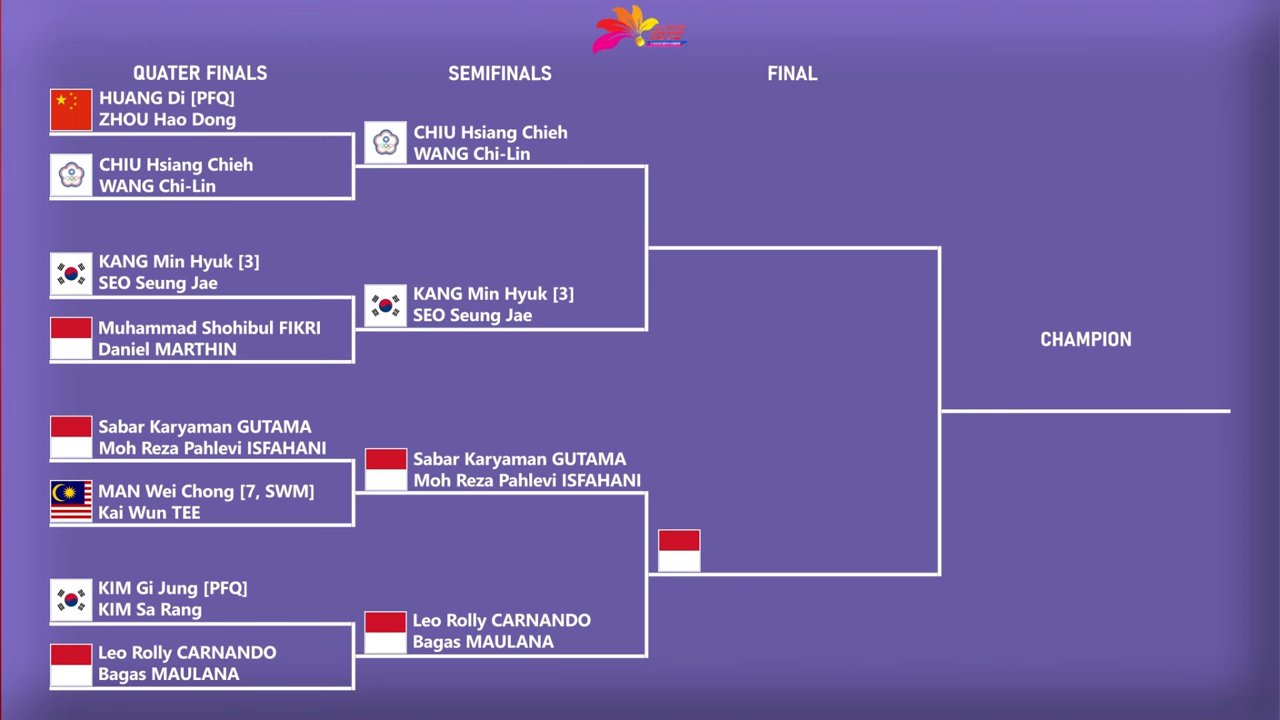 QUATER FINALS
SEMIFINALS
FINAL
HUANG Di [PFQ]
ZHOU Hao Dong
CHIU Hsiang Chieh
WANG Chi-Lin
KANG Min Hyuk [3]
SEO Seung Jae
Muhammad Shohibul FIKRI
Daniel MARTHIN
Sabar Karyaman GUTAMA
Moh Reza Pahlevi ISFAHANI
MAN Wei Chong [7, SWM]
Kai Wun TEE
KIM Gi Jung [PFQ]
KIM Sa Rang
Leo Rolly CARNANDO
Bagas MAULANA
CHIU Hsiang Chieh
WANG Chi-Lin
KANG Min Hyuk [3]
SEO Seung Jae
Sabar Karyaman GUTAMA
Moh Reza Pahlevi ISFAHANI
Leo Rolly CARNANDO
Bagas MAULANA
CHAMPION